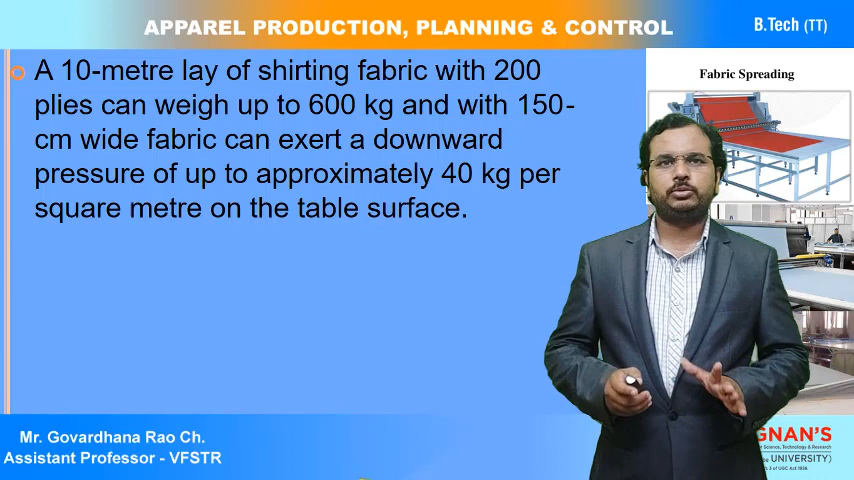 APPAREL PRODUCTION, PLANNING & CONTROL
B.Tech (TT)
A 10-metre lay of shirting fabric with 200
plies can weigh up to 600 kg and with 150-
cm wide fabric can exert a downward
pressure of up to approximately 40 kg per
square metre on the table surface.
Fabric Spreading
Mr. Govardhana Rao Ch.
Assistant Professor - VFSTR
GNAN'S
UNIVERSITY)